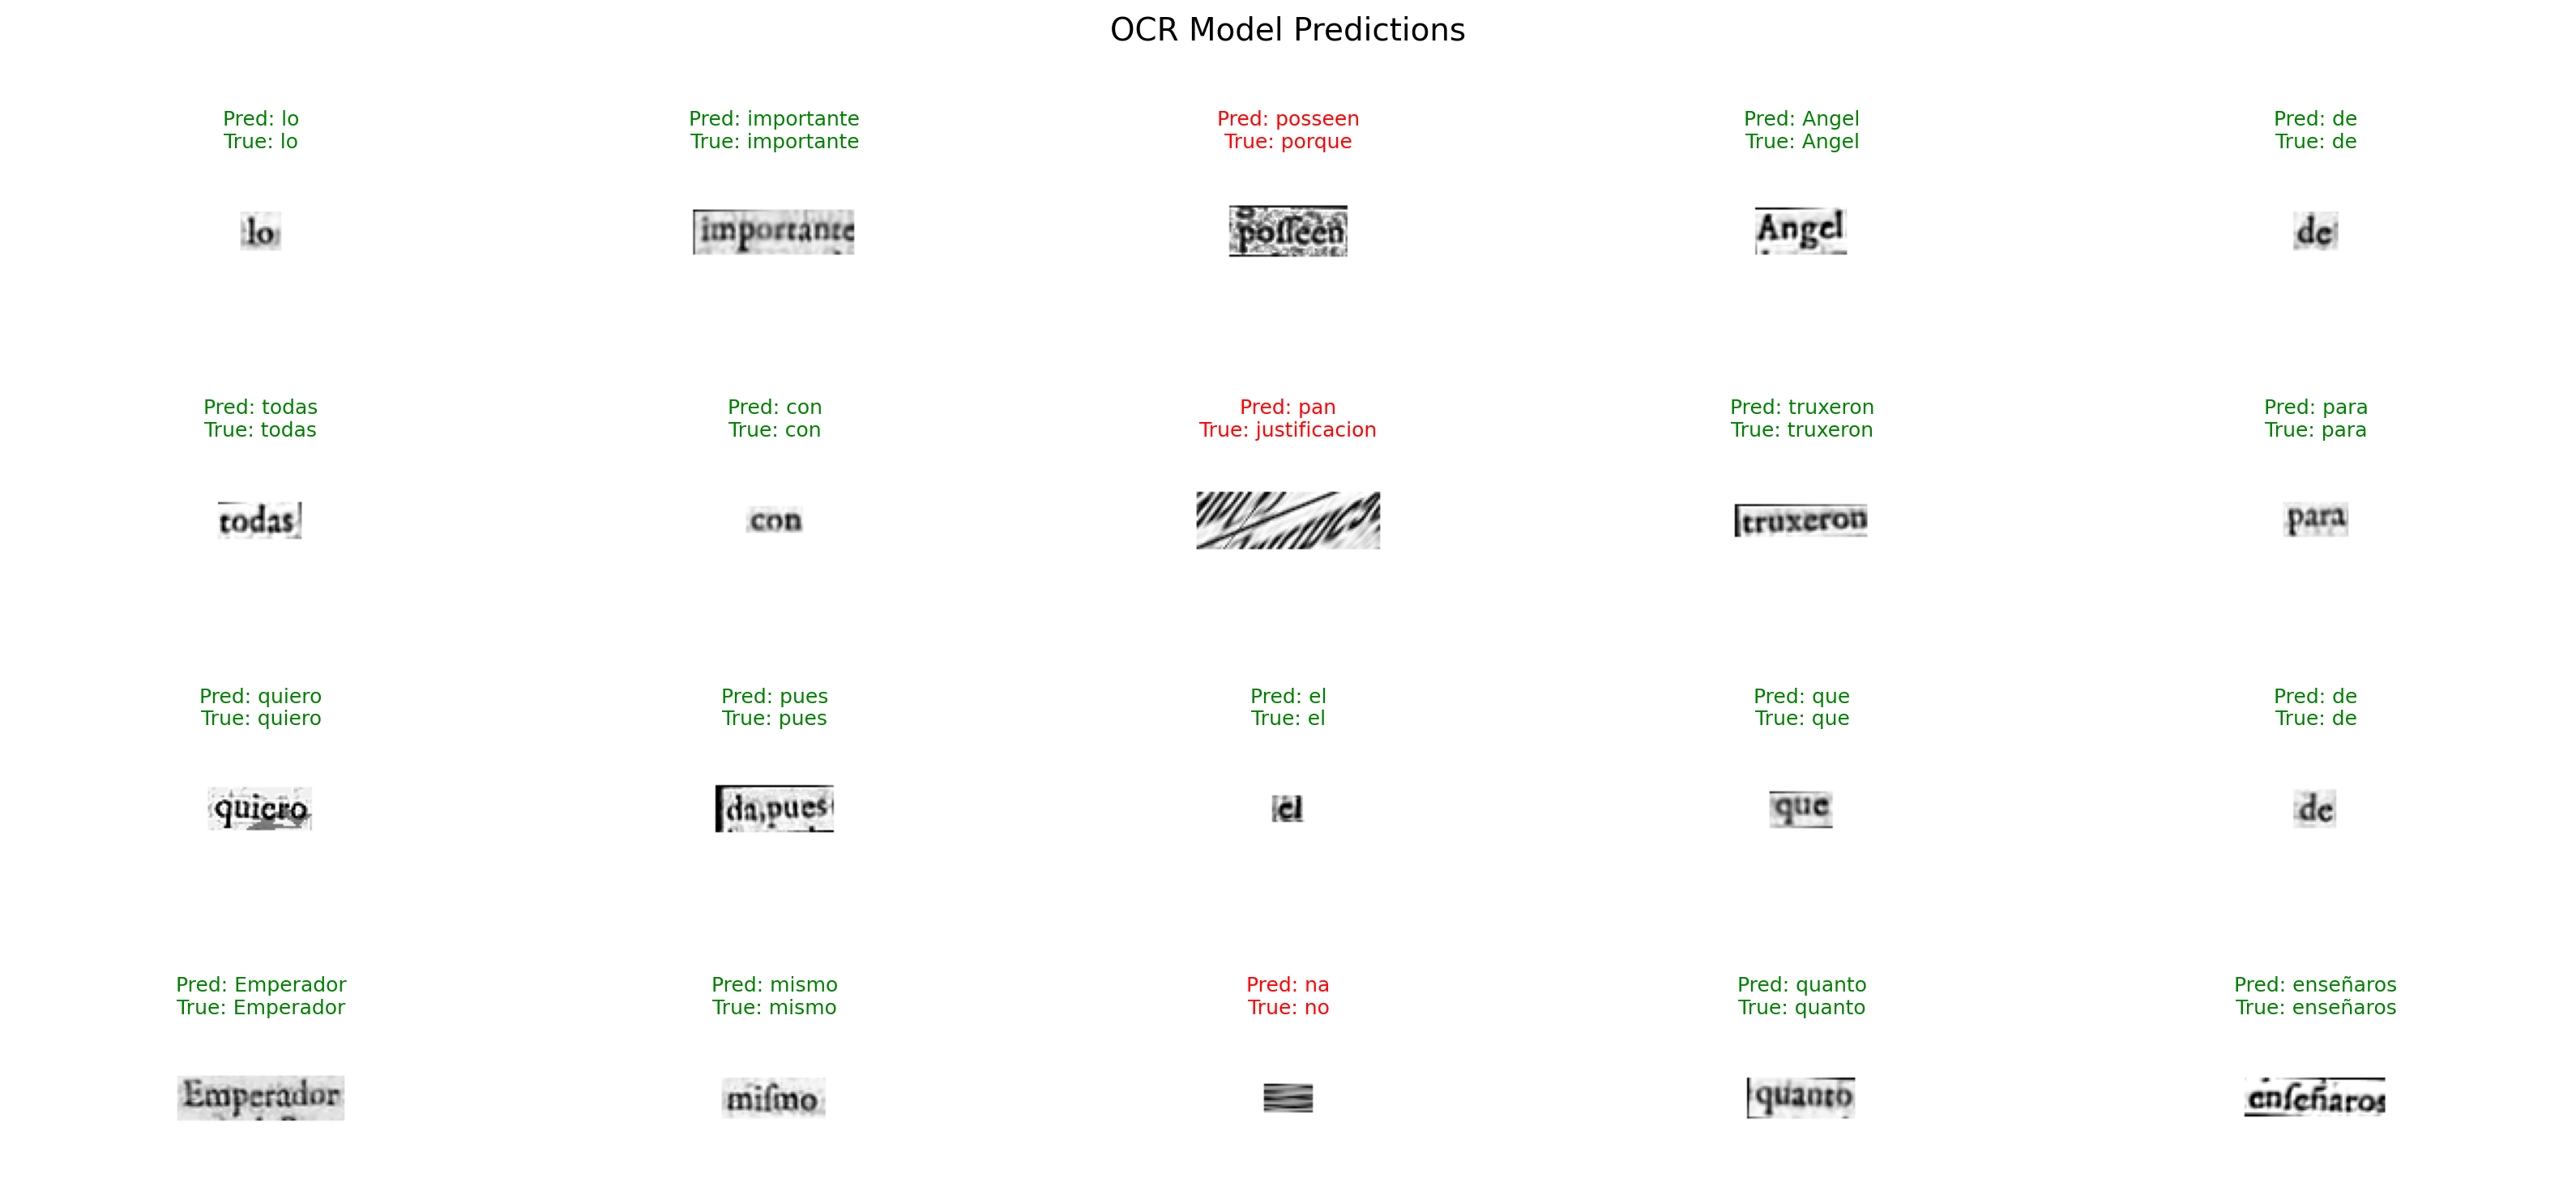 OCR Model Predictions
Pred: lo
True: lo
lo
Pred: importante
True: importante
importante
Pred: posseen
True: porque
poſſeen
Pred: Angel
True: Angel
Angel
Pred: de
True: de
de
Pred: todas
True: todas
todas
Pred: con
True: con
con
Pred: pan
True: justificacion
Pred: truxeron
True: truxeron
truxeron
Pred: para
True: para
para
Pred: quiero
True: quiero
quiero
Pred: pues
True: pues
da,pues
Pred: el
True: el
el
Pred: que
True: que
que
Pred: de
True: de
de
Pred: Emperador
True: Emperador
Emperador
Pred: mismo
True: mismo
miſmo
Pred: na
True: no
Pred: quanto
True: quanto
quanto
Pred: enseñaros
True: enseñaros
enſeñaros